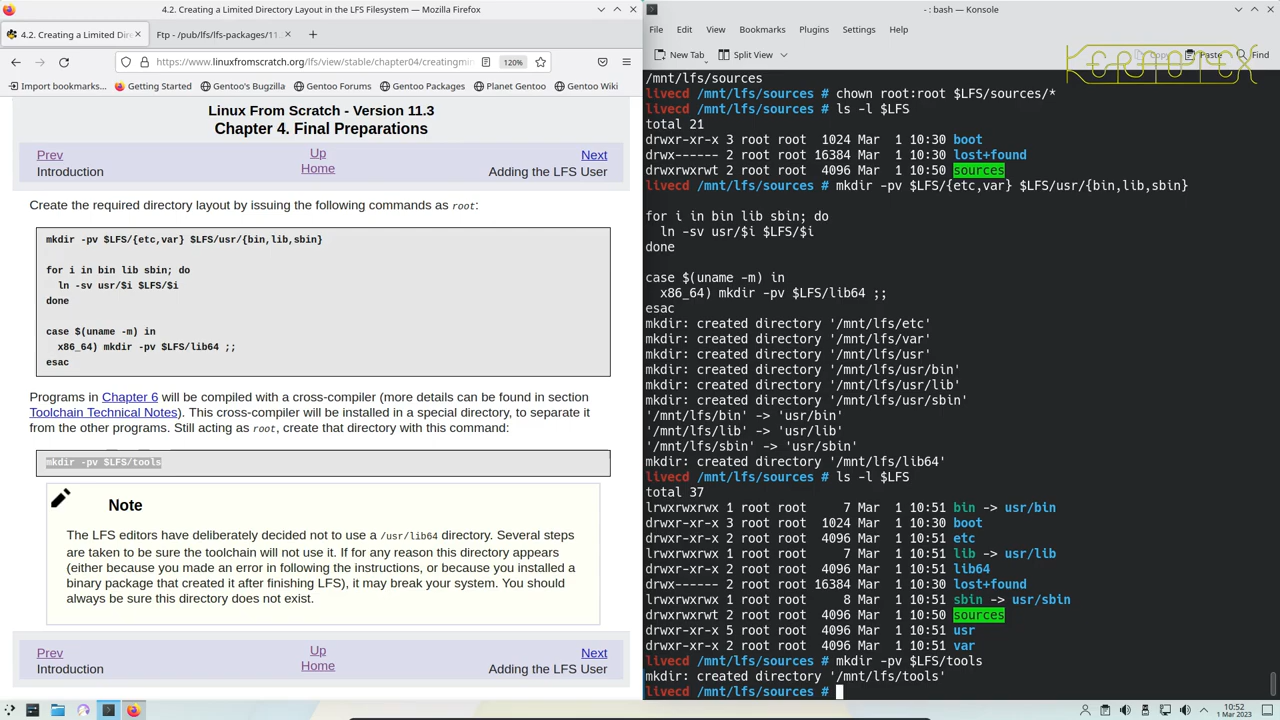 4.2. Creating a Limited Directory Layout in the LFS Filesystem — Mozilla Firefox
4.2. Creating a Limited Dir
Ftp - /pub/lfs/lfs-packages/11.
https://www.linuxfromscratch.org/lfs/view/stable/chapter04/creating
120%
Import bookmarks...
Getting Started
Gentoo's Bugzilla
Gentoo Forums
Gentoo Packages
Planet Gentoo
Gentoo Wiki
Linux From Scratch - Version 11.3
Chapter 4. Final Preparations
Prev
Up
Next
Introduction
Home
Adding the LFS User
Create the required directory layout by issuing the following commands as root:
mkdir -pv $LFS/{etc,var} $LFS/usr/{bin,lib,sbin}
for i in bin lib sbin; do
ln -sv usr/$i $LFS/$i
done
case $(uname -m) in
x86_64) mkdir -pv $LFS/lib64 ;;
esac
Programs in Chapter 6 will be compiled with a cross-compiler (more details can be found in section
Toolchain Technical Notes). This cross-compiler will be installed in a special directory, to separate it
from the other programs. Still acting as root, create that directory with this command:
mkdir -pv $LFS/tools
Note
The LFS editors have deliberately decided not to use a /usr/lib64 directory. Several steps
are taken to be sure the toolchain will not use it. If for any reason this directory appears
(either because you made an error in following the instructions, or because you installed a
binary package that created it after finishing LFS), it may break your system. You should
always be sure this directory does not exist.
Prev
Up
Next
Introduction
Home
Adding the LFS User
- : bash — Konsole
File Edit View Bookmarks Plugins Settings Help
New Tab
Split View
Copy
Paste
Find
/mnt/lfs/sources
livecd /mnt/lfs/sources # chown root:root $LFS/sources/*
livecd /mnt/lfs/sources # ls -l $LFS
total 21
drwxr-xr-x 3 root root 1024 Mar 1 10:30 boot
drwx------ 2 root root 16384 Mar 1 10:30 lost+found
drwxrwxrwt 2 root root 4096 Mar 1 10:50 sources
livecd /mnt/lfs/sources # mkdir -pv $LFS/{etc,var} $LFS/usr/{bin,lib,sbin}
for i in bin lib sbin; do
ln -sv usr/$i $LFS/$i
done
case $(uname -m) in
x86_64) mkdir -pv $LFS/lib64 ;;
esac
mkdir: created directory '/mnt/lfs/etc'
mkdir: created directory '/mnt/lfs/var'
mkdir: created directory '/mnt/lfs/usr'
mkdir: created directory '/mnt/lfs/usr/bin'
mkdir: created directory '/mnt/lfs/usr/lib'
mkdir: created directory '/mnt/lfs/usr/sbin'
'/mnt/lfs/bin' -> 'usr/bin'
'/mnt/lfs/lib' -> 'usr/lib'
'/mnt/lfs/sbin' -> 'usr/sbin'
mkdir: created directory '/mnt/lfs/lib64'
livecd /mnt/lfs/sources # ls -l $LFS
total 37
lrwxrwxrwx 1 root root 7 Mar 1 10:51 bin -> usr/bin
drwxr-xr-x 3 root root 1024 Mar 1 10:30 boot
drwxr-xr-x 2 root root 4096 Mar 1 10:51 etc
lrwxrwxrwx 1 root root 7 Mar 1 10:51 lib -> usr/lib
drwxr-xr-x 2 root root 4096 Mar 1 10:51 lib64
drwx------ 2 root root 16384 Mar 1 10:30 lost+found
lrwxrwxrwx 1 root root 8 Mar 1 10:51 sbin -> usr/sbin
drwxrwxrwt 2 root root 4096 Mar 1 10:50 sources
drwxr-xr-x 5 root root 4096 Mar 1 10:51 usr
drwxr-xr-x 2 root root 4096 Mar 1 10:51 var
livecd /mnt/lfs/sources # mkdir -pv $LFS/tools
mkdir: created directory '/mnt/lfs/tools'
livecd /mnt/lfs/sources #
10:52
1 Mar 2023